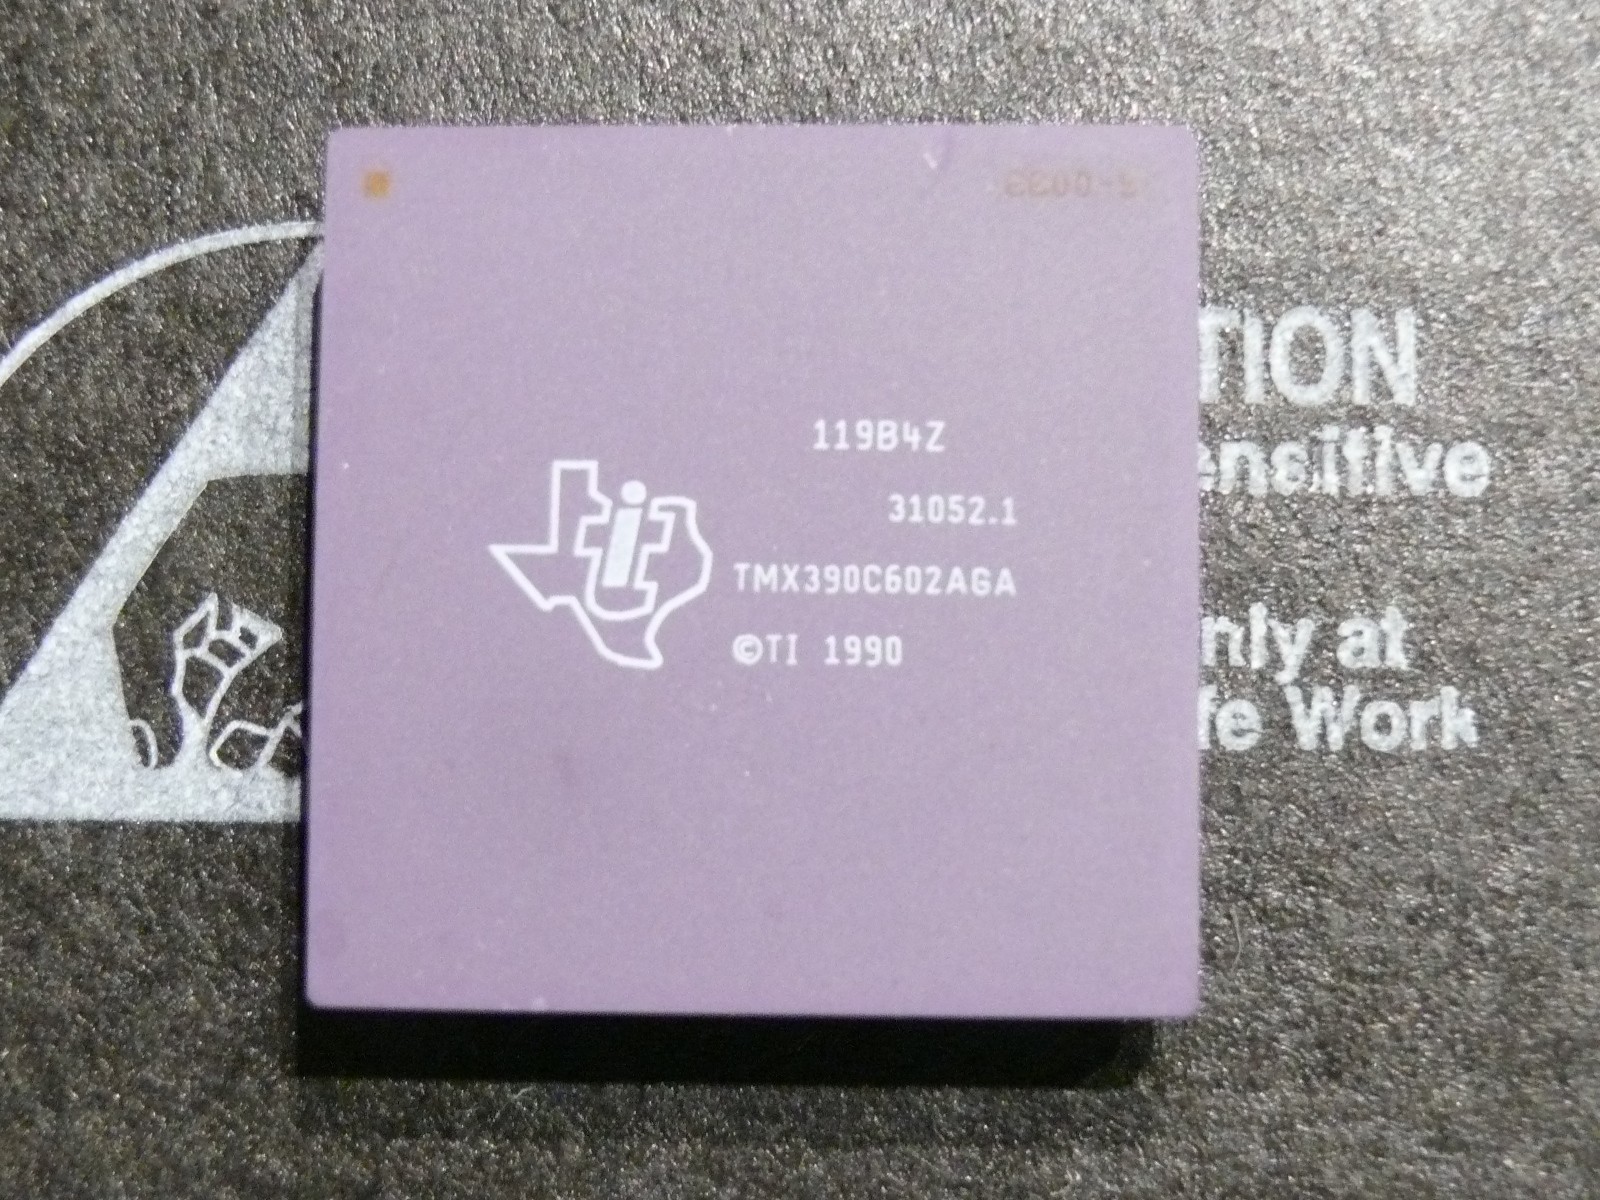 119B4Z
31052.1
TMX390C602AGA
©TI 1990
TION
ensitive
nly at
fe Work